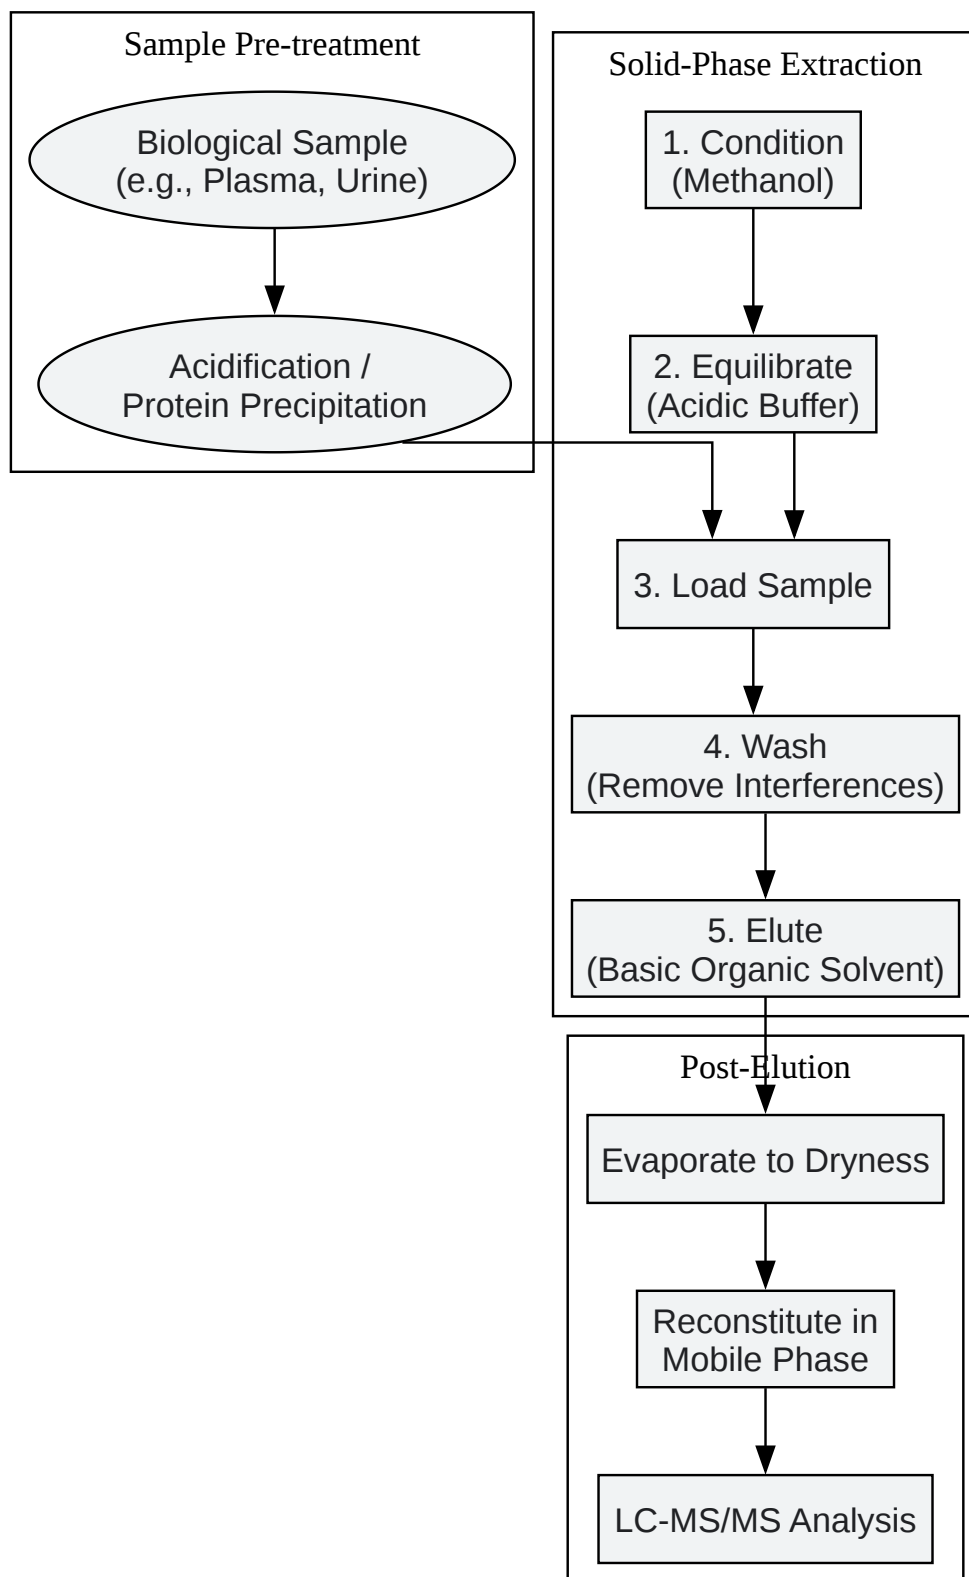 Sample Pre-treatment
Biological Sample
(e.g., Plasma, Urine)
Acidification /
Protein Precipitation
Solid-Phase Extraction
1. Condition
(Methanol)
2. Equilibrate
(Acidic Buffer)
3. Load Sample
4. Wash
(Remove Interferences)
5. Elute
(Basic Organic Solvent)
Post-Elution
Evaporate to Dryness
Reconstitute in
Mobile Phase
LC-MS/MS Analysis